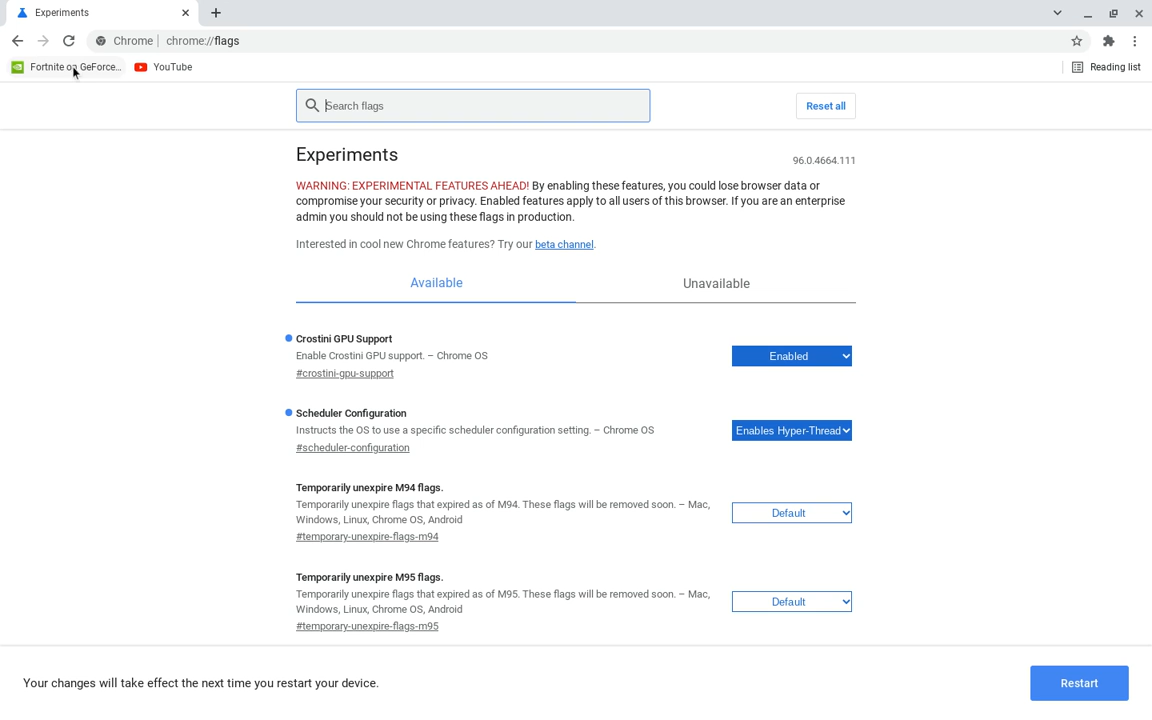 Experiments
Chrome | chrome://flags
Fortnite on GeForce... YouTube Reading list
Search flags Reset all
Experiments 96.0.4664.111
WARNING: EXPERIMENTAL FEATURES AHEAD! By enabling these features, you could lose browser data or
compromise your security or privacy. Enabled features apply to all users of this browser. If you are an enterprise
admin you should not be using these flags in production.
Interested in cool new Chrome features? Try our beta channel.
Available Unavailable
Crostini GPU Support
Enable Crostini GPU support. – Chrome OS Enabled
#crostini-gpu-support
Scheduler Configuration
Instructs the OS to use a specific scheduler configuration setting. – Chrome OS Enables Hyper-Thread
#scheduler-configuration
Temporarily unexpire M94 flags.
Temporarily unexpire flags that expired as of M94. These flags will be removed soon. – Mac, Default
Windows, Linux, Chrome OS, Android
#temporary-unexpire-flags-m94
Temporarily unexpire M95 flags.
Temporarily unexpire flags that expired as of M95. These flags will be removed soon. – Mac, Default
Windows, Linux, Chrome OS, Android
#temporary-unexpire-flags-m95
Your changes will take effect the next time you restart your device. Restart